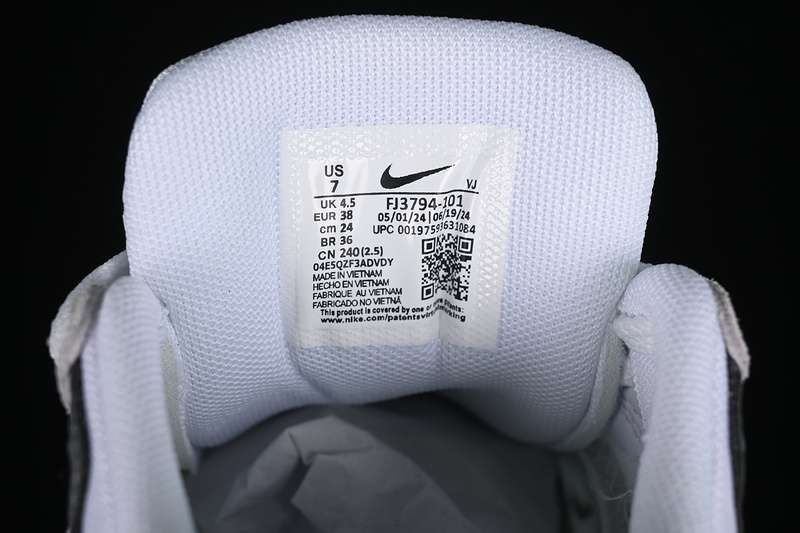 US
7
VJ
UK 4.5
EUR 38
cm 24
BR 36
CN 240(2.5)
FJ3794-101
05/01/24|06/19/24
UPC 00197593631084
04E5QZF3ADVDY
MADE IN VIETNAM
HECHO EN VIETNAM
FABRIQUE AU VIETNAM
FABRICADO NO VIETNÃ
This product is covered by one or more patents:
www.nike.com/patentsvirtualmarking